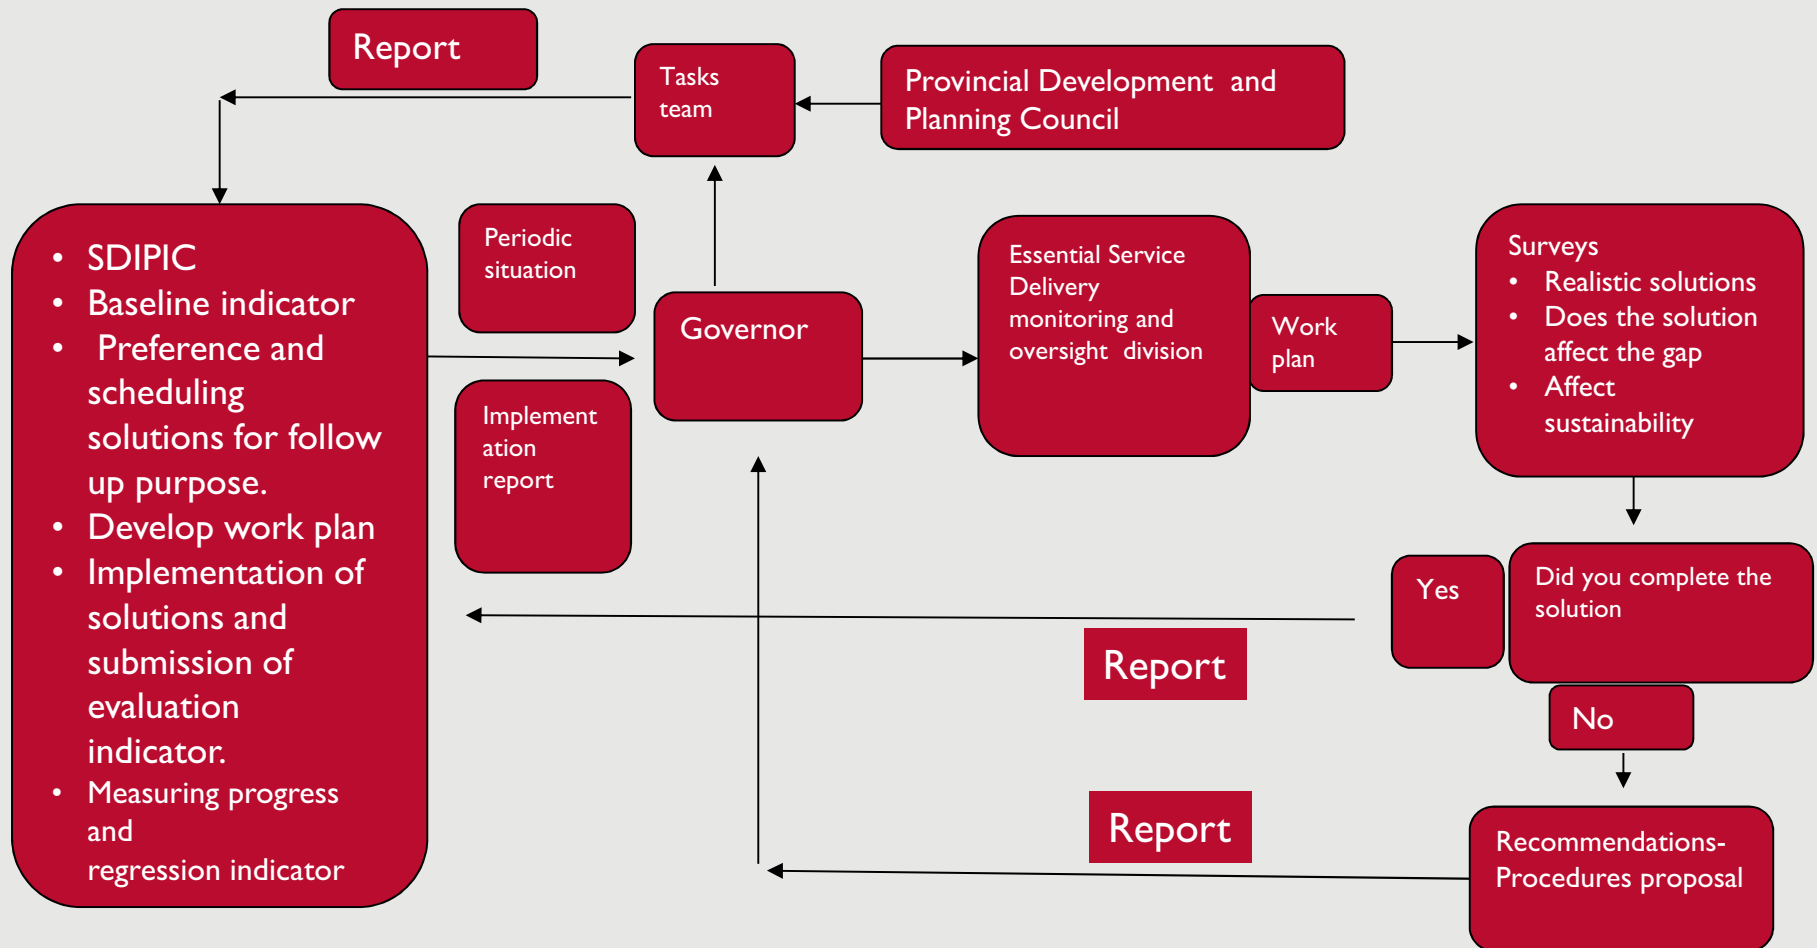 Report
Tasks
team
Provincial Development and
Planning Council
• SDIPIC
• Baseline indicator
• Preference and
scheduling
solutions for follow
up purpose.
• Develop work plan
• Implementation of
solutions and
submission of
evaluation
indicator.
• Measuring progress
and
regression indicator
Periodic
situation
Implement
ation
report
Governor
Essential Service
Delivery
monitoring and
oversight division
Work
plan
Surveys
• Realistic solutions
• Does the solution
affect the gap
• Affect
sustainability
Yes
Did you complete the
solution
Report
No
Report
Recommendations-
Procedures proposal